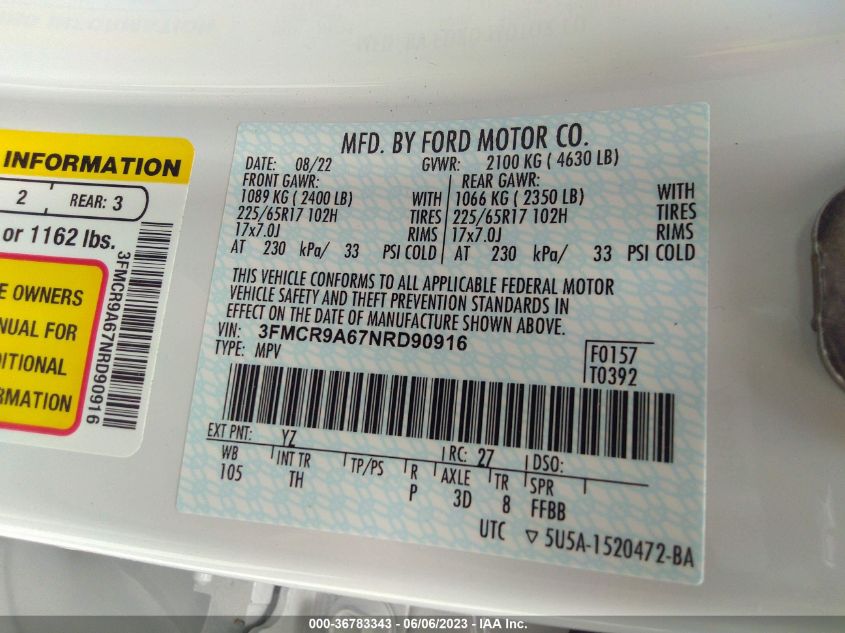 INFORMATION
2 REAR: 3
or 1162 lbs.
E OWNERS
NUAL FOR
DITIONAL
RMATION
3FMCR9A67NRD90916
MFD. BY FORD MOTOR CO.
DATE: 08/22 GVWR: 2100 KG ( 4630 LB)
FRONT GAWR: REAR GAWR:
1089 KG ( 2400 LB) WITH 1066 KG ( 2350 LB) WITH
225/65R17 102H TIRES 225/65R17 102H TIRES
17x7.0J RIMS 17x7.0J RIMS
AT 230 kPa/ 33 PSI COLD AT 230 kPa/ 33 PSI COLD
THIS VEHICLE CONFORMS TO ALL APPLICABLE FEDERAL MOTOR
VEHICLE SAFETY AND THEFT PREVENTION STANDARDS IN
EFFECT ON THE DATE OF MANUFACTURE SHOWN ABOVE.
VIN: 3FMCR9A67NRD90916
TYPE: MPV
F0157
T0392
EXT PNT: YZ RC: 27 DSO:
WB INT TR TP/PS R AXLE TR SPR
105 TH P 3D 8 FFBB
UTC ▽ 5U5A-1520472-BA
000-36783343 - 06/06/2023 - IAA Inc.